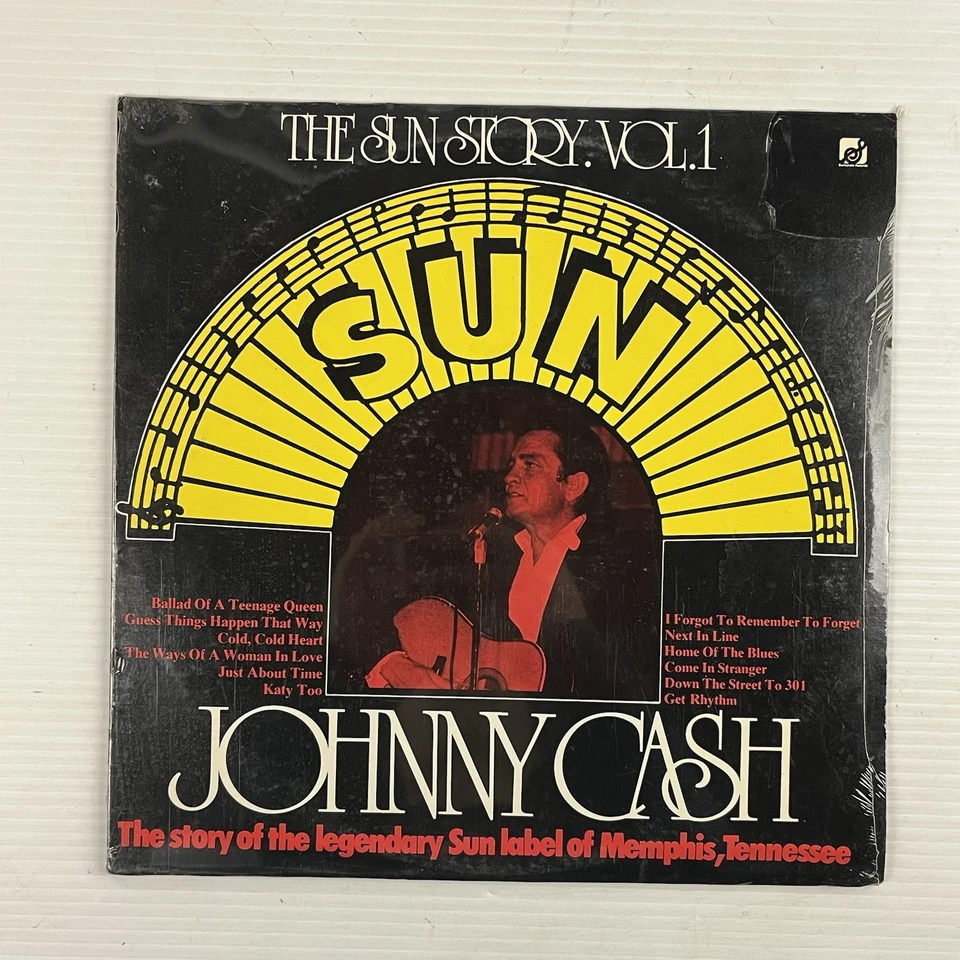 THE SUN STORY. VOL.1
SUN
Ballad Of A Teenage Queen
Guess Things Happen That Way
Cold, Cold Heart
The Ways Of A Woman In Love
Just About Time
Katy Too
I Forgot To Remember To Forget
Next In Line
Home Of The Blues
Come In Stranger
Down The Street To 301
Get Rhythm
JOHNNY CASH
The story of the legendary Sun label of Memphis, Tennessee